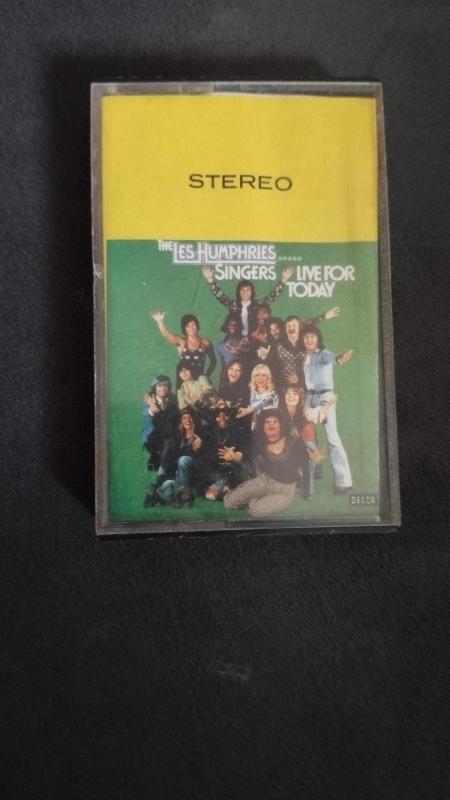 STEREO
THE LES HUMPHRIES .....
SINGERS LIVE FOR
TODAY
DECCA